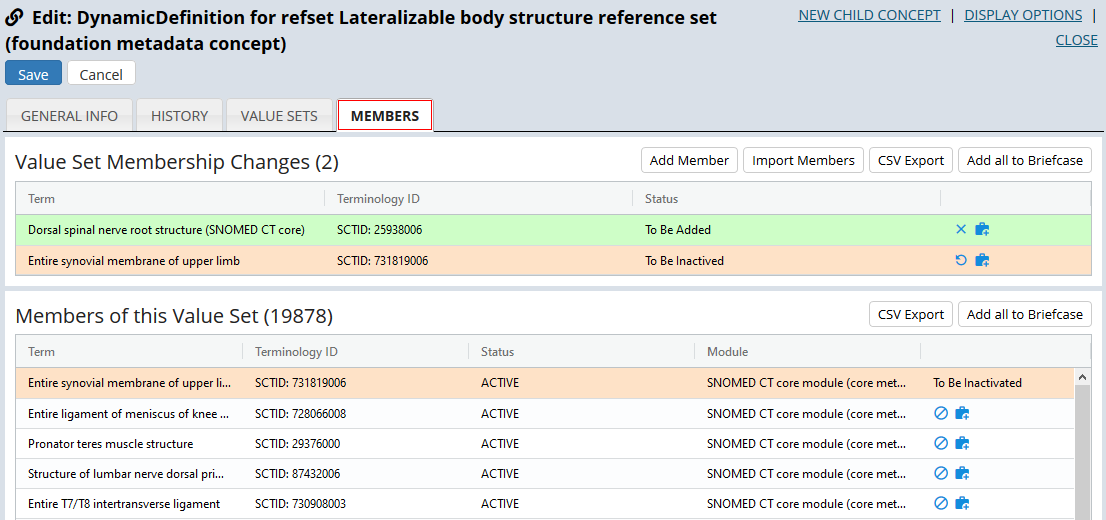 Edit: DynamicDefinition for refset Lateralizable body structure reference set
(foundation metadata concept)
NEW CHILD CONCEPT | DISPLAY OPTIONS |
CLOSE
Save Cancel
GENERAL INFO HISTORY VALUE SETS MEMBERS
Value Set Membership Changes (2) Add Member Import Members CSV Export Add all to Briefcase
Term Terminology ID Status
Dorsal spinal nerve root structure (SNOMED CT core) SCTID: 25938006 To Be Added
Entire synovial membrane of upper limb SCTID: 731819006 To Be Inactived
Members of this Value Set (19878) CSV Export Add all to Briefcase
Term Terminology ID Status Module
Entire synovial membrane of upper li... SCTID: 731819006 ACTIVE SNOMED CT core module (core met... To Be Inactivated
Entire ligament of meniscus of knee ... SCTID: 728066008 ACTIVE SNOMED CT core module (core met...
Pronator teres muscle structure SCTID: 29376000 ACTIVE SNOMED CT core module (core met...
Structure of lumbar nerve dorsal pri... SCTID: 87432006 ACTIVE SNOMED CT core module (core met...
Entire T7/T8 intertransverse ligament SCTID: 730908003 ACTIVE SNOMED CT core module (core met...